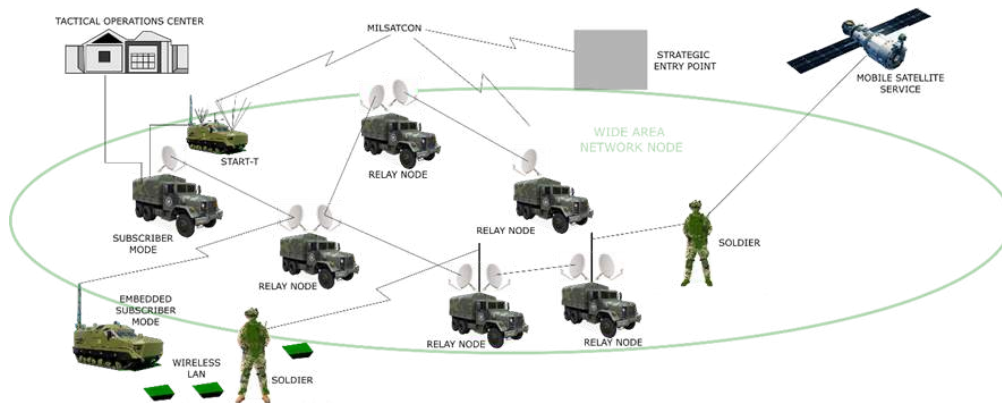 TACTICAL OPERATIONS CENTER
MILSATCON
STRATEGIC
ENTRY POINT
MOBILE SATELLITE
SERVICE
WIDE AREA
NETWORK NODE
START-T
RELAY NODE
SUBSCRIBER
MODE
RELAY NODE
RELAY NODE
SOLDIER
EMBEDDED
SUBSCRIBER
MODE
RELAY NODE
RELAY NODE
WIRELESS
LAN
SOLDIER